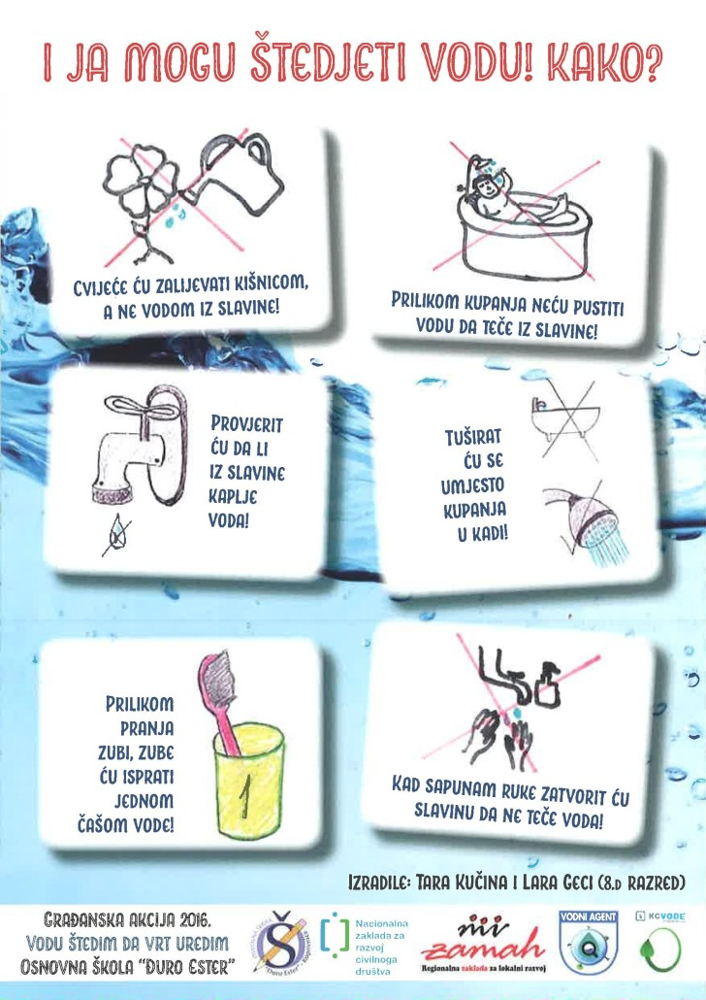 I JA MOGU ŠTEDJETI VODU! KAKO?
CVIJEĆE ĆU ZALIJEVATI KIŠNICOM,
A NE VODOM IZ SLAVINE!
PRILIKOM KUPANJA NEĆU PUSTITI
VODU DA TEČE IZ SLAVINE!
PROVJERIT
ĆU DA LI
IZ SLAVINE
KAPLJE
VODA!
TUŠIRAT
ĆU SE
UMJESTO
KUPANJA
U KADI!
PRILIKOM
PRANJA
ZUBI, ZUBE
ĆU ISPRATI
JEDNOM
ČAŠOM VODE!
1
KAD SAPUNAM RUKE ZATVORIT ĆU
SLAVINU DA NE TEČE VODA!
IZRADILE: TARA KUČINA I LARA GECI (8.D RAZRED)
GRAĐANSKA AKCIJA 2016.
VODU ŠTEDIM DA VRT UREDIM
OSNOVNA ŠKOLA "ĐURO ESTER"
Š
"Đuro Ester"
Nacionalna
zaklada za
razvoj
civilnoga
društva
zamah
Regionalna zaklada za lokalni razvoj
VODNI AGENT
KCVODE